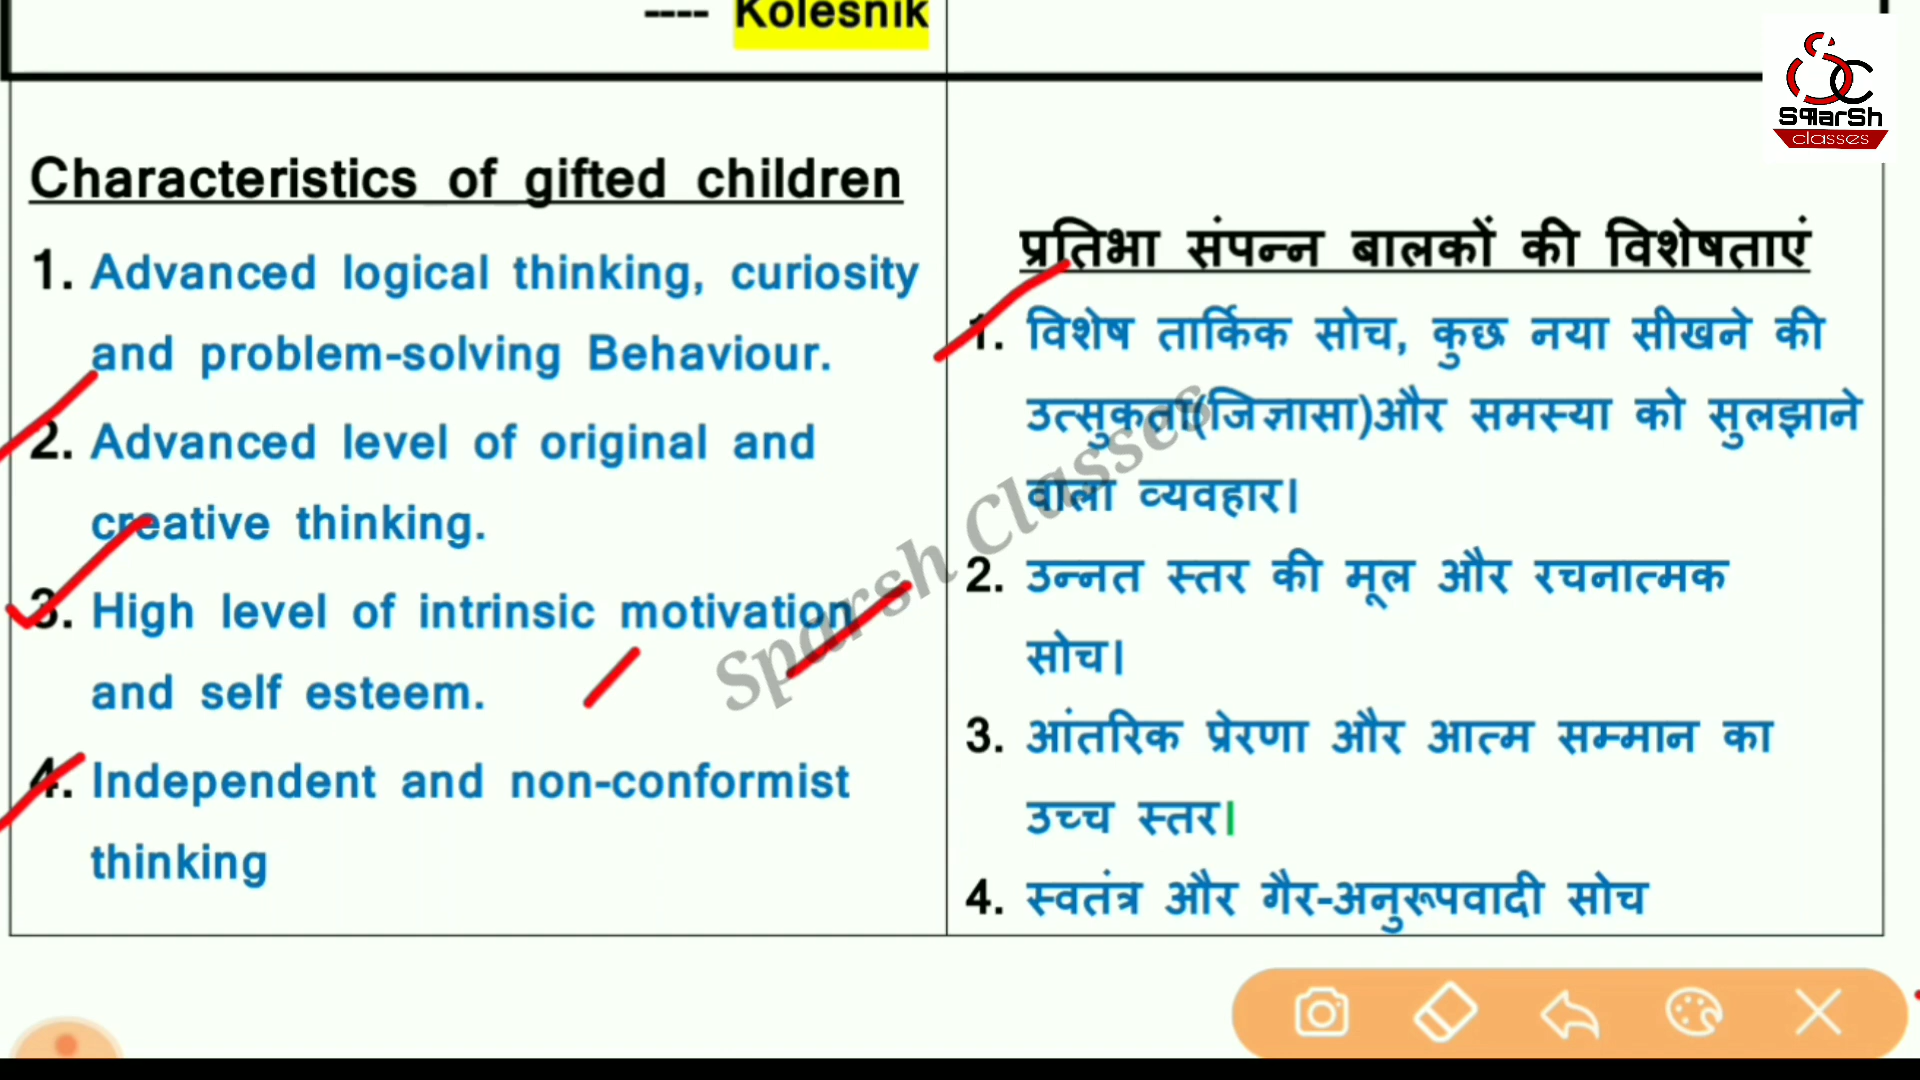 ---- Kolesnik
SपarSh
classes
Characteristics of gifted children
1. Advanced logical thinking, curiosity
and problem-solving Behaviour.
2. Advanced level of original and
creative thinking.
3. High level of intrinsic motivation
and self esteem.
4. Independent and non-conformist
thinking
प्रतिभा संपन्न बालकों की विशेषताएं
1. विशेष तार्किक सोच, कुछ नया सीखने की
उत्सुकता(जिज्ञासा)और समस्या को सुलझाने
वाला व्यवहार।
2. उन्नत स्तर की मूल और रचनात्मक
सोच।
3. आंतरिक प्रेरणा और आत्म सम्मान का
उच्च स्तर।
4. स्वतंत्र और गैर-अनुरूपवादी सोच
Sparsh Classes